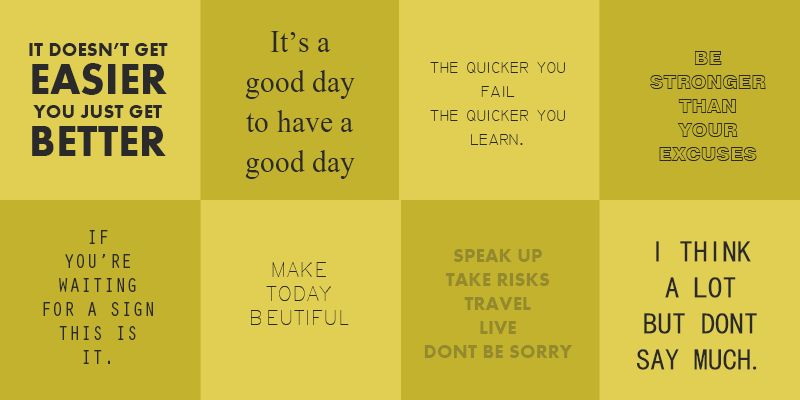 IT DOESN'T GET
EASIER
YOU JUST GET
BETTER
It's a
good day
to have a
good day
THE QUICKER YOU
FAIL
THE QUICKER YOU
LEARN.
BE
STRONGER
THAN
YOUR
EXCUSES
IF
YOU'RE
WAITING
FOR A SIGN
THIS IS
IT.
MAKE
TODAY
BEUTIFUL
SPEAK UP
TAKE RISKS
TRAVEL
LIVE
DONT BE SORRY
I THINK
A LOT
BUT DONT
SAY MUCH.